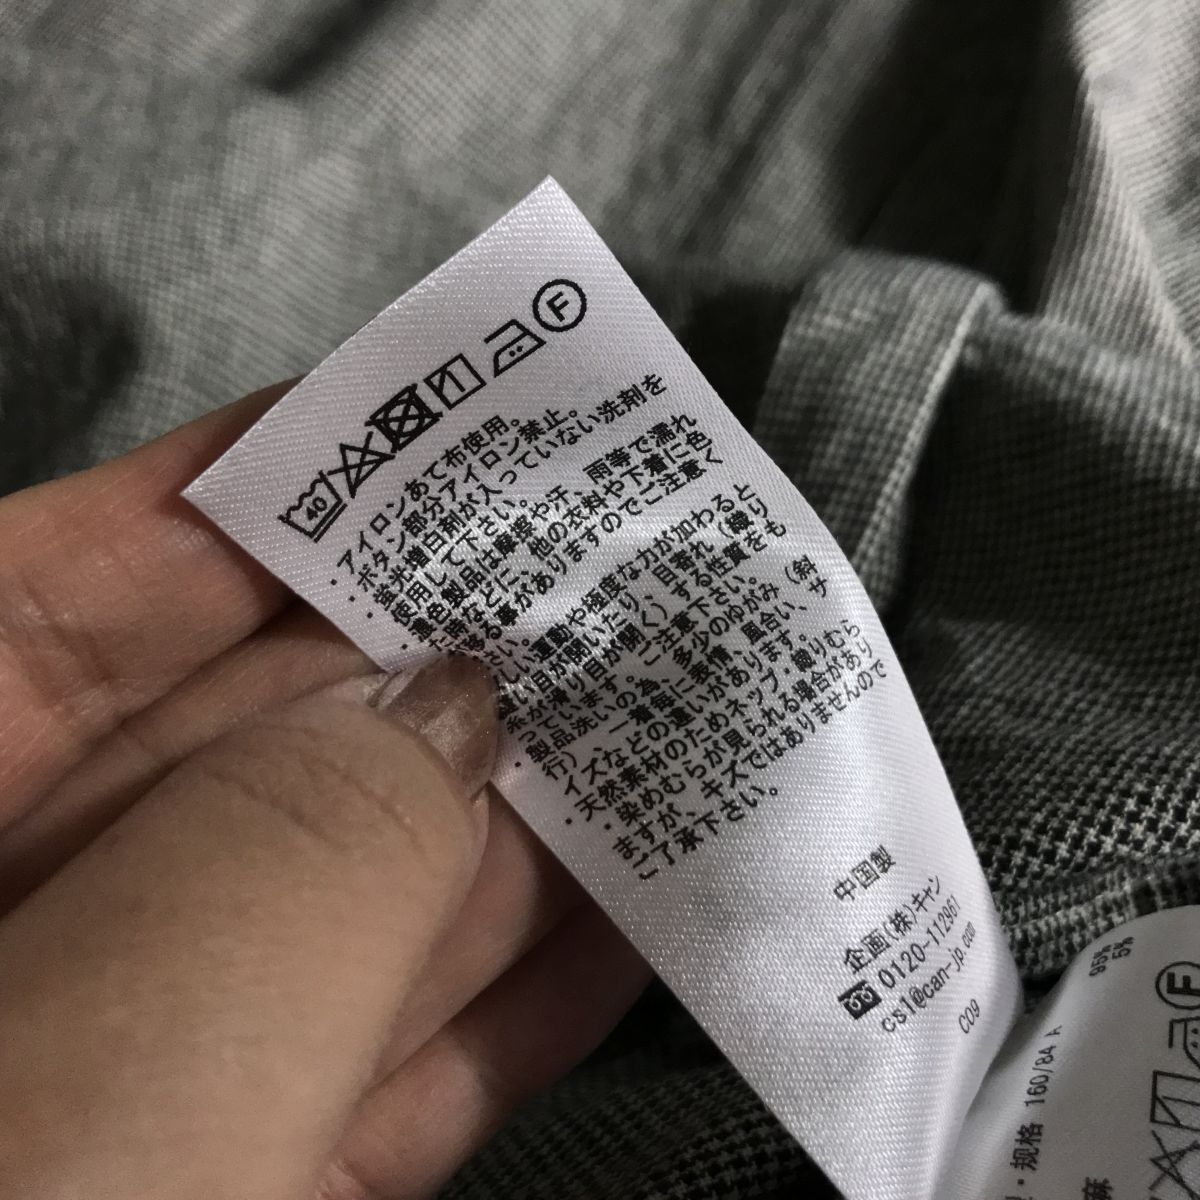 40
F
・アイロンあて布使用。
・ボタン部分アイロン禁止。
・蛍光増白剤が入っていない洗剤を
使用して下さい。
・濃色製品は摩擦や汗、雨等で濡れ
た時などに、他の衣料や下着に色
移る事がありますのでご注意く
さい。
しい運動や極度な力が加わると
縫い目が開いたり、目寄れ（織り
糸が滑り目が開く）する性質をも
っています。ご注意下さい。
・製品洗いの為、多少のゆがみ（斜
行）、一着毎に表情、風合い、サ
イズなどの違いがあります。
・天然素材のためネップ・織りむら
・染めむらが見られる場合があり
ますが、キズではありませんので
ご了承下さい。
中国製
企画(株)キャン
0120-112961
cs1@can-jp.com
C09
95%
5%
F
・规格 160/84 A
麻